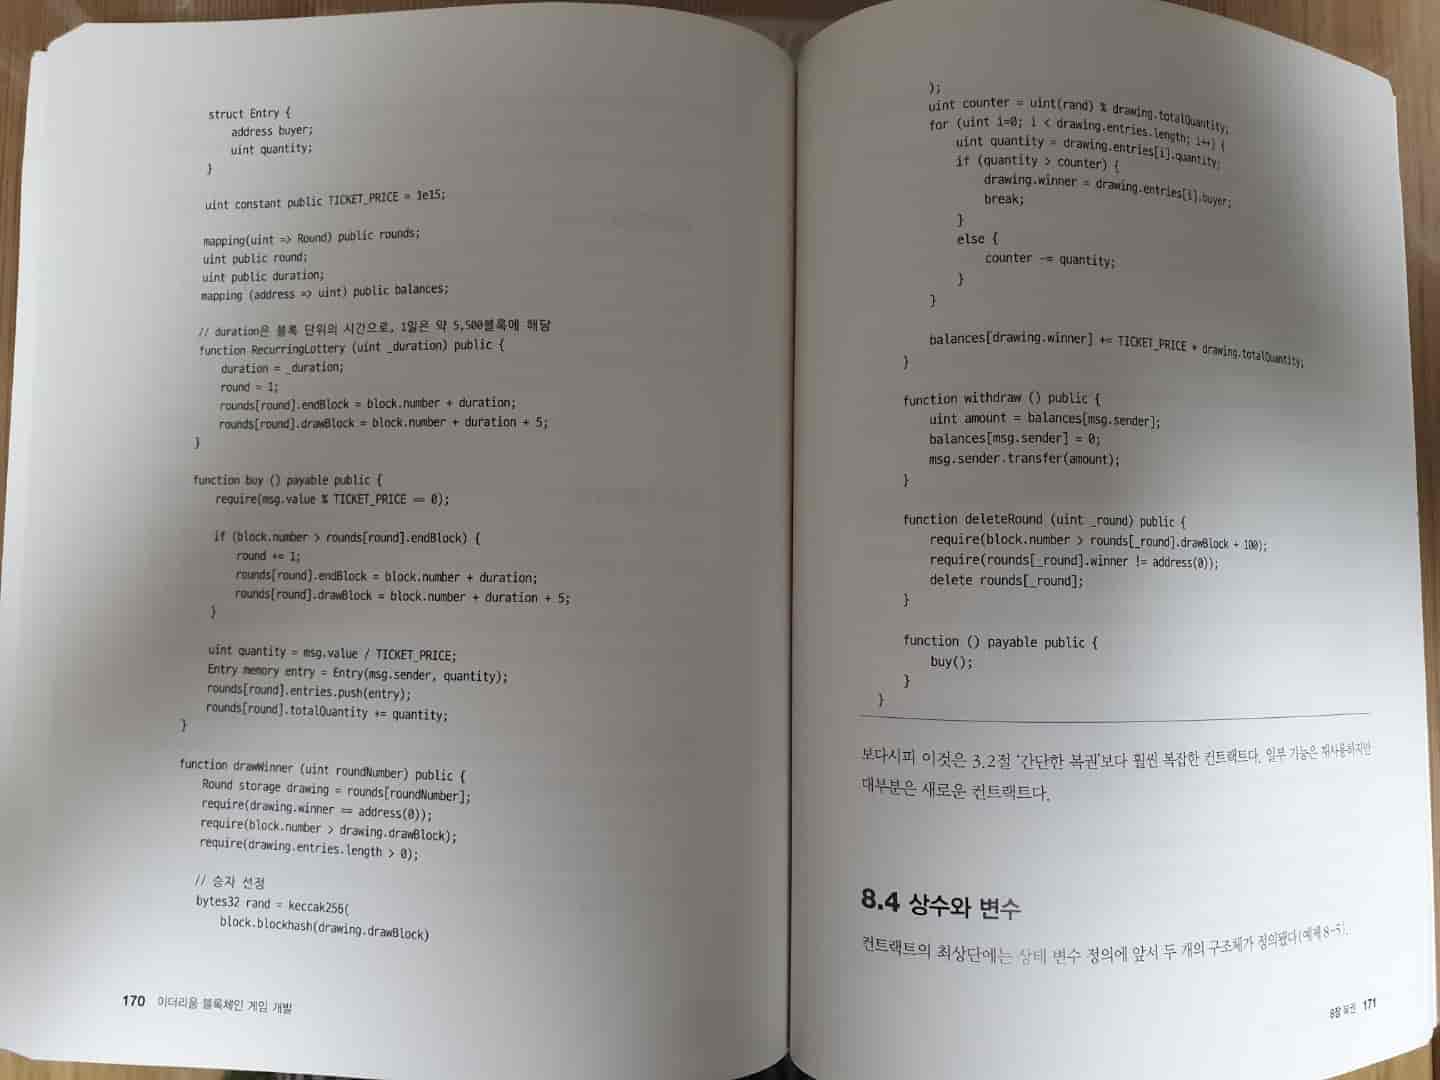 struct Entry {
address buyer;
uint quantity;
}
uint constant public TICKET_PRICE = 1e15;
mapping(uint => Round) public rounds;
uint public round;
uint public duration;
mapping (address => uint) public balances;
// duration은 블록 단위의 시간으로, 1일은 약 5,500블록에 해당
function RecurringLottery (uint _duration) public {
duration = _duration;
round = 1;
rounds[round].endBlock = block.number + duration;
rounds[round].drawBlock = block.number + duration + 5;
}
function buy () payable public {
require(msg.value % TICKET_PRICE == 0);
if (block.number > rounds[round].endBlock) {
round += 1;
rounds[round].endBlock = block.number + duration;
rounds[round].drawBlock = block.number + duration + 5;
}
uint quantity = msg.value / TICKET_PRICE;
Entry memory entry = Entry(msg.sender, quantity);
rounds[round].entries.push(entry);
rounds[round].totalQuantity += quantity;
}
function drawWinner (uint roundNumber) public {
Round storage drawing = rounds[roundNumber];
require(drawing.winner == address(0));
require(block.number > drawing.drawBlock);
require(drawing.entries.length > 0);
// 승자 선정
bytes32 rand = keccak256(
block.blockhash(drawing.drawBlock)
170 이더리움 블록체인 게임 개발
);
uint counter = uint(rand) % drawing.totalQuantity;
for (uint i=0; i < drawing.entries.length; i++) {
uint quantity = drawing.entries[i].quantity;
if (quantity > counter) {
drawing.winner = drawing.entries[i].buyer;
break;
}
else {
counter -= quantity;
}
}
balances[drawing.winner] += TICKET_PRICE * drawing.totalQuantity;
}
function withdraw () public {
uint amount = balances[msg.sender];
balances[msg.sender] = 0;
msg.sender.transfer(amount);
}
function deleteRound (uint _round) public {
require(block.number > rounds[_round].drawBlock + 100);
require(rounds[_round].winner != address(0));
delete rounds[_round];
}
function () payable public {
buy();
}
}
보다시피 이것은 3.2절 '간단한 복권'보다 훨씬 복잡한 컨트랙트다. 일부 기능은 재사용하지만
대부분은 새로운 컨트랙트다.
8.4 상수와 변수
컨트랙트의 최상단에는 상태 변수 정의에 앞서 두 개의 구조체가 정의됐다(예제 8-5).
8장 복권 171